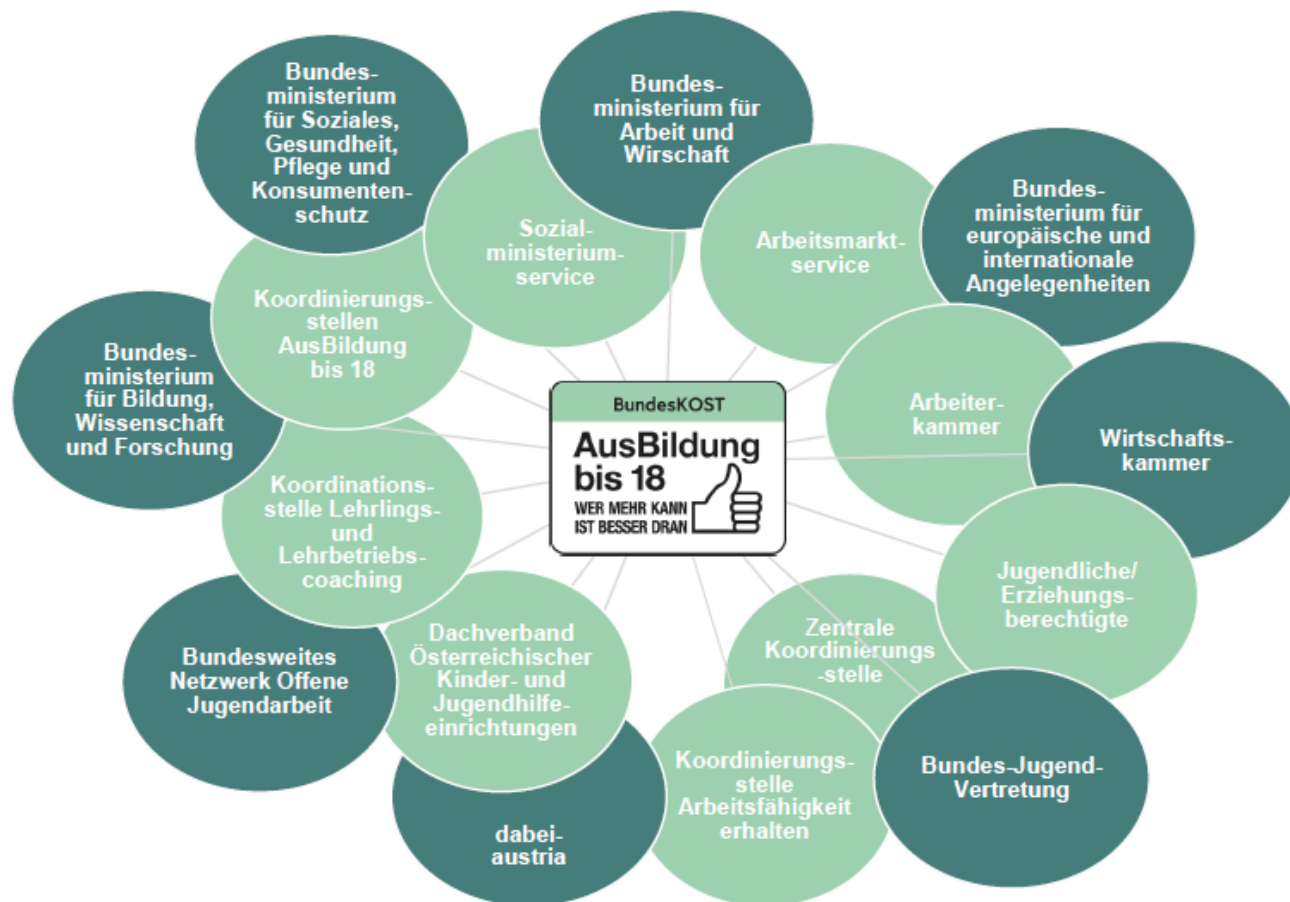 Bundes-
ministerium
für Soziales,
Gesundheit,
Pflege und
Konsumenten-
schutz
Bundes-
ministerium für
Arbeit und
Wirschaft
Sozial-
ministerium-
service
Arbeitsmarkt-
service
Bundes-
ministerium für
europäische und
internationale
Angelegenheiten
Koordinierungs-
stellen
AusBildung
bis 18
Bundes-
ministerium
für Bildung,
Wissenschaft
und Forschung
BundesKOST
AusBildung
bis 18
WER MEHR KANN
IST BESSER DRAN
Arbeiter-
kammer
Wirtschafts-
kammer
Koordinations-
stelle Lehrlings-
und
Lehrbetriebs-
coaching
Jugendliche/
Erziehungs-
berechtigte
Bundesweites
Netzwerk Offene
Jugendarbeit
Dachverband
Österreichischer
Kinder- und
Jugendhilfe-
einrichtungen
Zentrale
Koordinierungs
-stelle
dabei-
austria
Koordinierungs-
stelle
Arbeitsfähigkeit
erhalten
Bundes-Jugend-
Vertretung